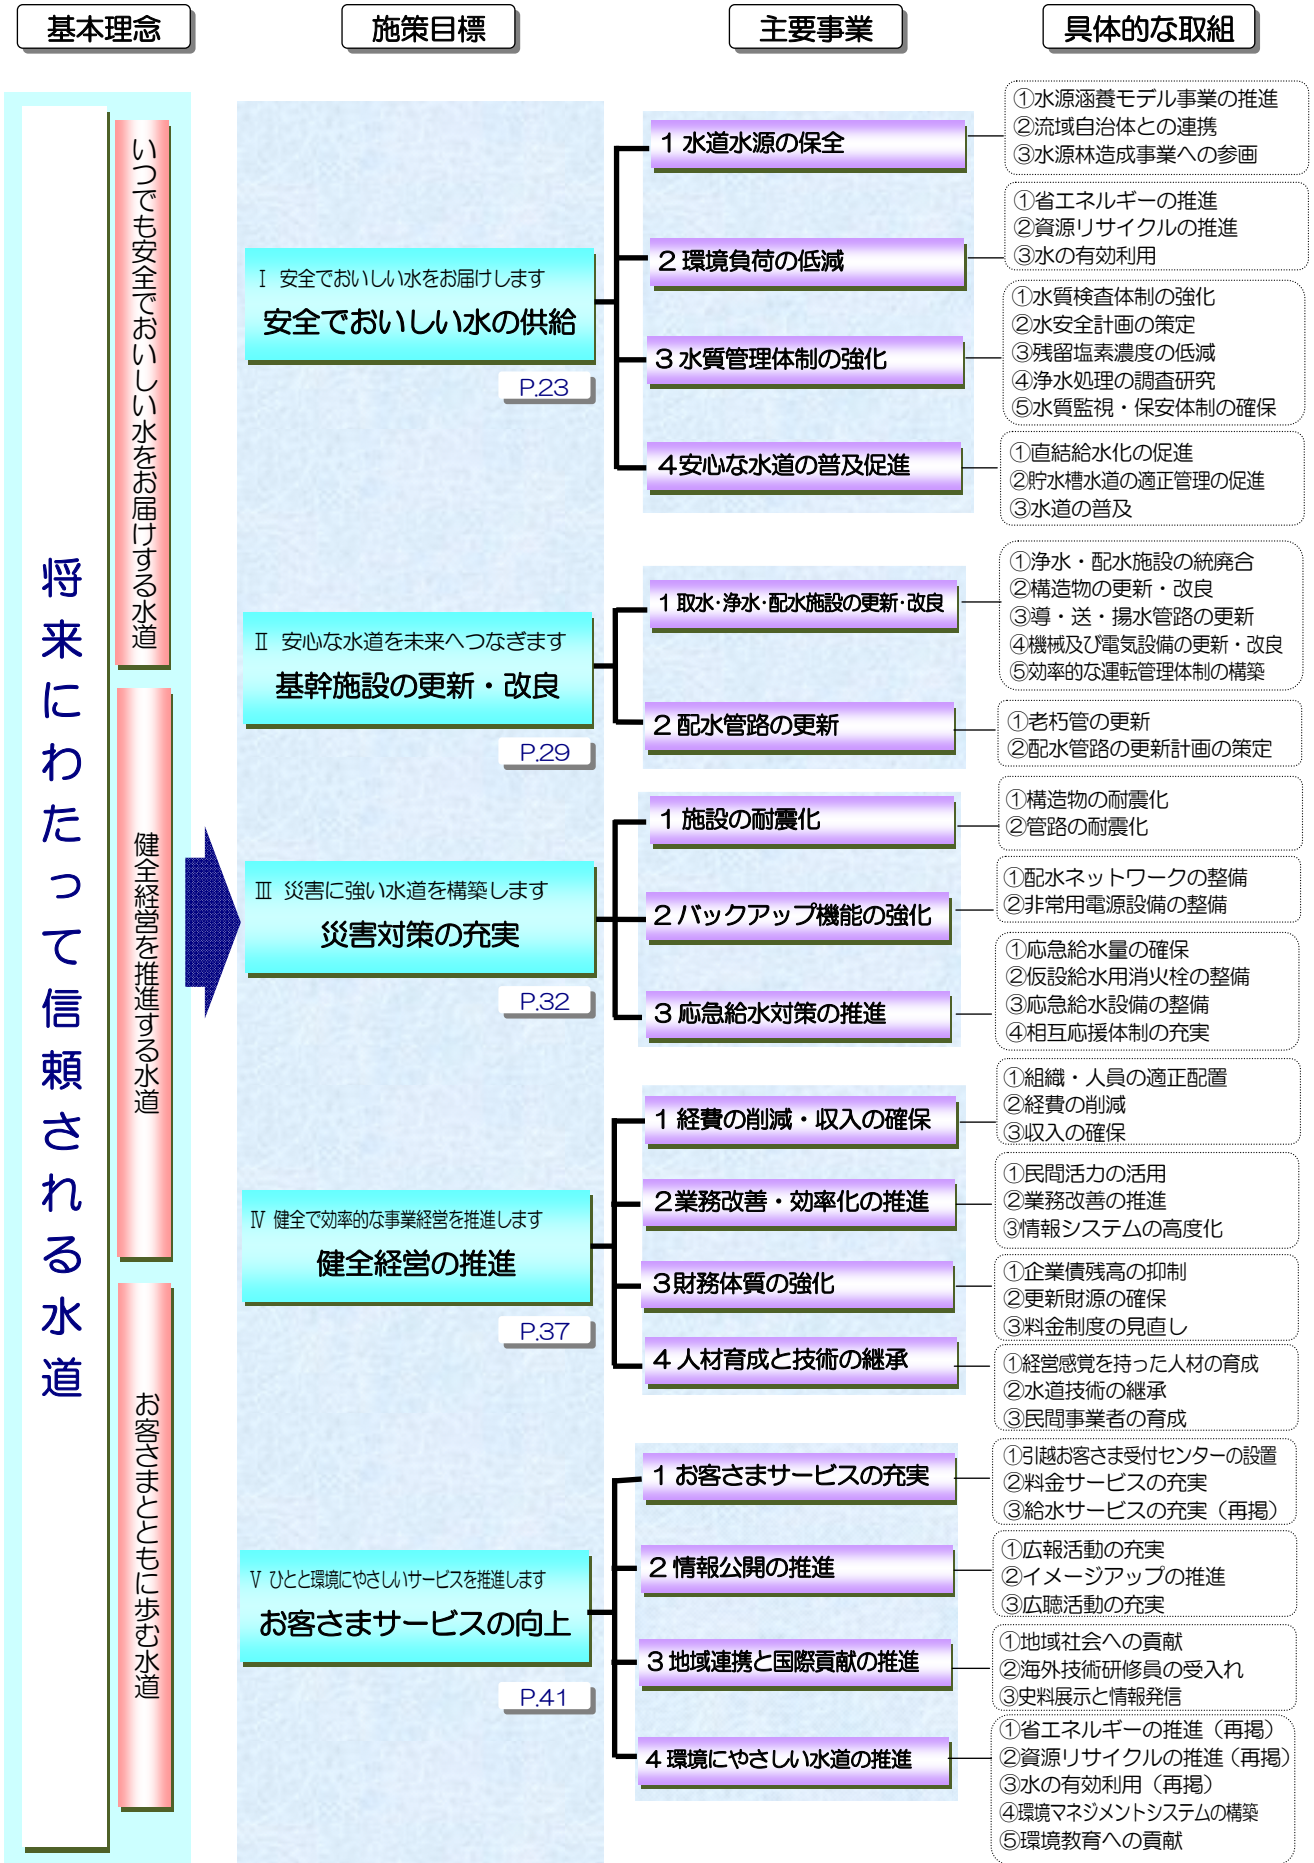 基本理念
施策目標
主要事業
具体的な取組
将来にわたって信頼される水道
いつでも安全でおいしい水をお届けする水道
健全経営を推進する水道
お客さまとともに歩む水道
Ⅰ 安全でおいしい水をお届けします
安全でおいしい水の供給
P.23
1 水道水源の保全
①水源涵養モデル事業の推進
②流域自治体との連携
③水源林造成事業への参画
2 環境負荷の低減
①省エネルギーの推進
②資源リサイクルの推進
③水の有効利用
3 水質管理体制の強化
①水質検査体制の強化
②水安全計画の策定
③残留塩素濃度の低減
④浄水処理の調査研究
⑤水質監視・保安体制の確保
4安心な水道の普及促進
①直結給水化の促進
②貯水槽水道の適正管理の促進
③水道の普及
Ⅱ 安心な水道を未来へつなぎます
基幹施設の更新・改良
P.29
1 取水・浄水・配水施設の更新・改良
①浄水・配水施設の統廃合
②構造物の更新・改良
③導・送・揚水管路の更新
④機械及び電気設備の更新・改良
⑤効率的な運転管理体制の構築
2 配水管路の更新
①老朽管の更新
②配水管路の更新計画の策定
Ⅲ 災害に強い水道を構築します
災害対策の充実
P.32
1 施設の耐震化
①構造物の耐震化
②管路の耐震化
2 バックアップ機能の強化
①配水ネットワークの整備
②非常用電源設備の整備
3 応急給水対策の推進
①応急給水量の確保
②仮設給水用消火栓の整備
③応急給水設備の整備
④相互応援体制の充実
Ⅳ 健全で効率的な事業経営を推進します
健全経営の推進
P.37
1 経費の削減・収入の確保
①組織・人員の適正配置
②経費の削減
③収入の確保
2業務改善・効率化の推進
①民間活力の活用
②業務改善の推進
③情報システムの高度化
3財務体質の強化
①企業債残高の抑制
②更新財源の確保
③料金制度の見直し
4 人材育成と技術の継承
①経営感覚を持った人材の育成
②水道技術の継承
③民間事業者の育成
Ⅴ ひとと環境にやさしいサービスを推進します
お客さまサービスの向上
P.41
1 お客さまサービスの充実
①引越お客さま受付センターの設置
②料金サービスの充実
③給水サービスの充実（再掲）
2 情報公開の推進
①広報活動の充実
②イメージアップの推進
③広聴活動の充実
3 地域連携と国際貢献の推進
①地域社会への貢献
②海外技術研修員の受入れ
③史料展示と情報発信
4 環境にやさしい水道の推進
①省エネルギーの推進（再掲）
②資源リサイクルの推進（再掲）
③水の有効利用（再掲）
④環境マネジメントシステムの構築
⑤環境教育への貢献